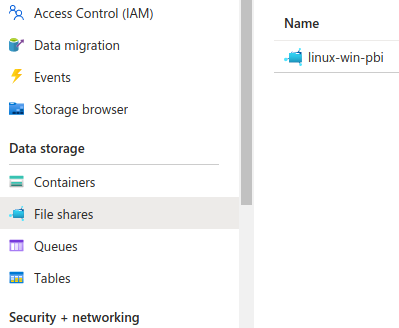 Access Control (IAM)
Data migration
Events
Storage browser
Data storage
Containers
File shares
Queues
Tables
Security + networking
Name
linux-win-pbi